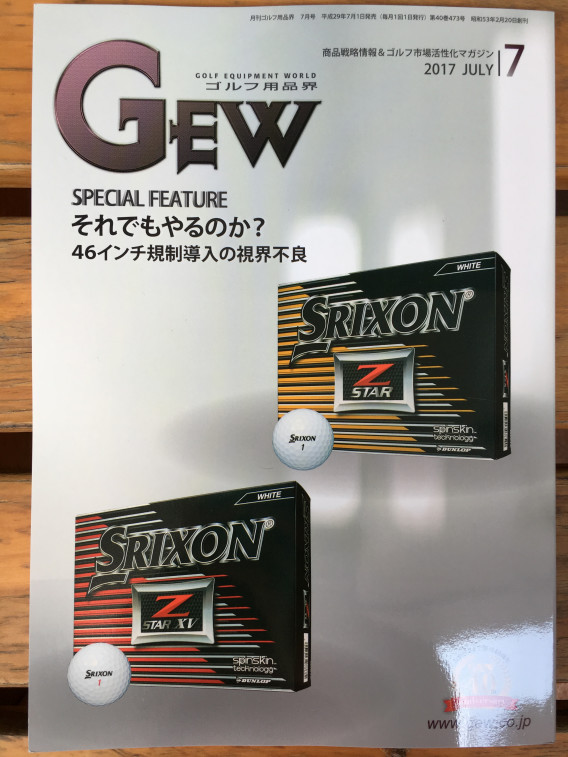 月刊ゴルフ用品界 7月号 平成29年7月1日発売(毎月1回1日発行)第40巻473号 昭和53年2月20日創刊
商品戦略情報&ゴルフ市場活性化マガジン
2017 JULY 7
GOLF EQUIPMENT WORLD
ゴルフ用品界
GEW
SPECIAL FEATURE
それでもやるのか?
46インチ規制導入の視界不良
WHITE
SRIXON®
Z
STAR
SRIXON
1
spinskin
technology™
DUNLOP
WHITE
SRIXON®
Z
STAR XV
SRIXON
1
spinskin
technology™
DUNLOP
www.gew.co.jp